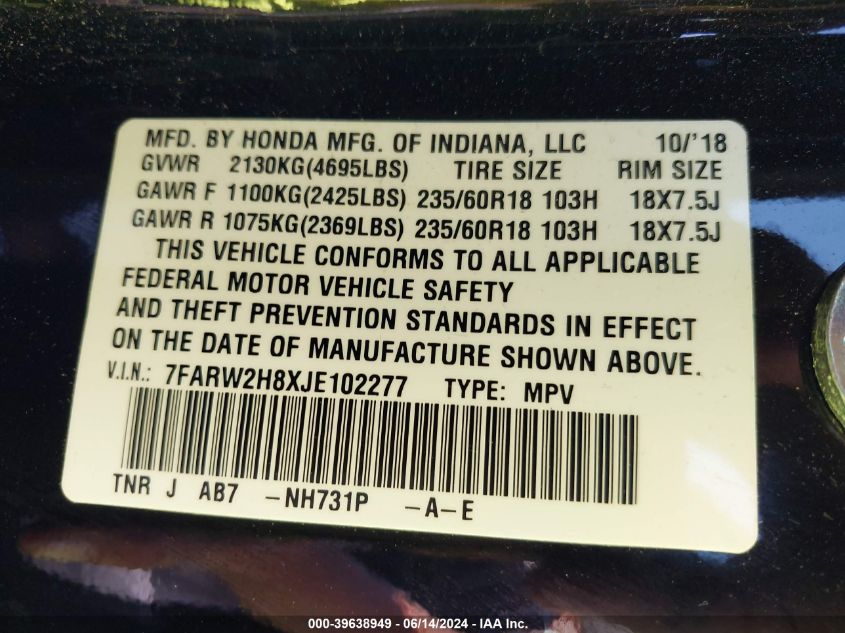 MFD. BY HONDA MFG. OF INDIANA, LLC 10/'18
GVWR 2130KG(4695LBS) TIRE SIZE RIM SIZE
GAWR F 1100KG(2425LBS) 235/60R18 103H 18X7.5J
GAWR R 1075KG(2369LBS) 235/60R18 103H 18X7.5J
THIS VEHICLE CONFORMS TO ALL APPLICABLE
FEDERAL MOTOR VEHICLE SAFETY
AND THEFT PREVENTION STANDARDS IN EFFECT
ON THE DATE OF MANUFACTURE SHOWN ABOVE.
V.I.N.: 7FARW2H8XJE102277 TYPE: MPV
TNR J AB7 -NH731P -A-E
000-39638949 - 06/14/2024 - IAA Inc.